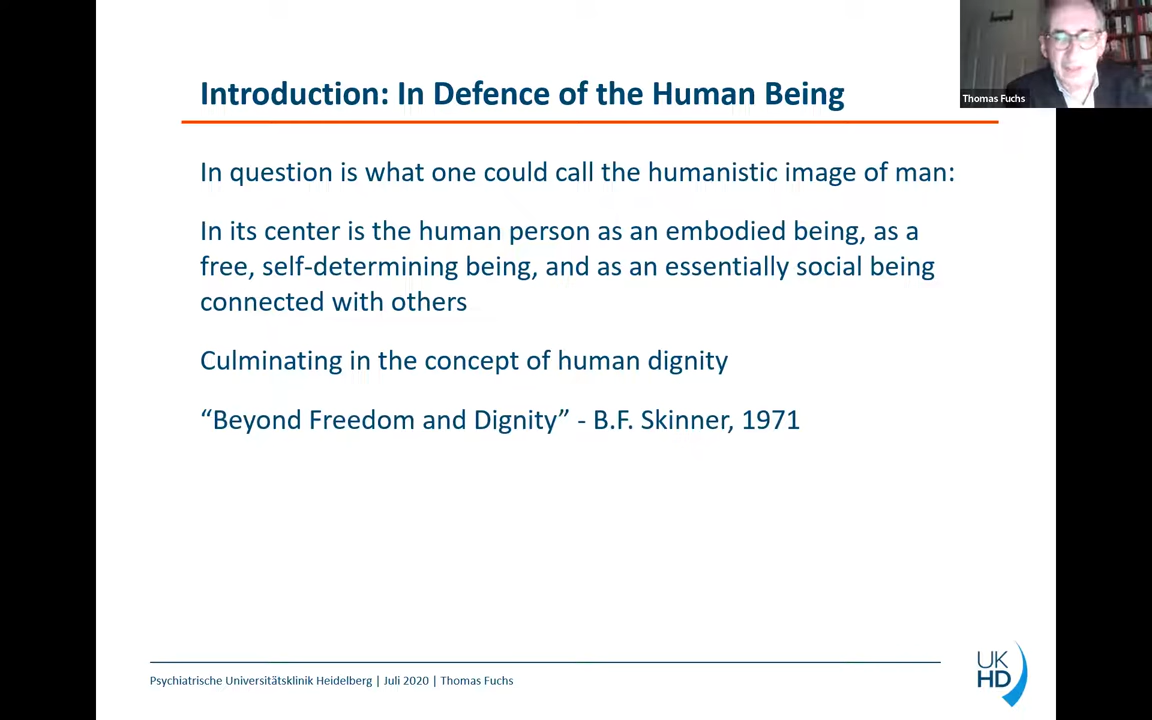 Thomas Fuchs
Introduction: In Defence of the Human Being
In question is what one could call the humanistic image of man:
In its center is the human person as an embodied being, as a
free, self-determining being, and as an essentially social being
connected with others
Culminating in the concept of human dignity
“Beyond Freedom and Dignity” - B.F. Skinner, 1971
Psychiatrische Universitätsklinik Heidelberg | Juli 2020 | Thomas Fuchs
UK
HD